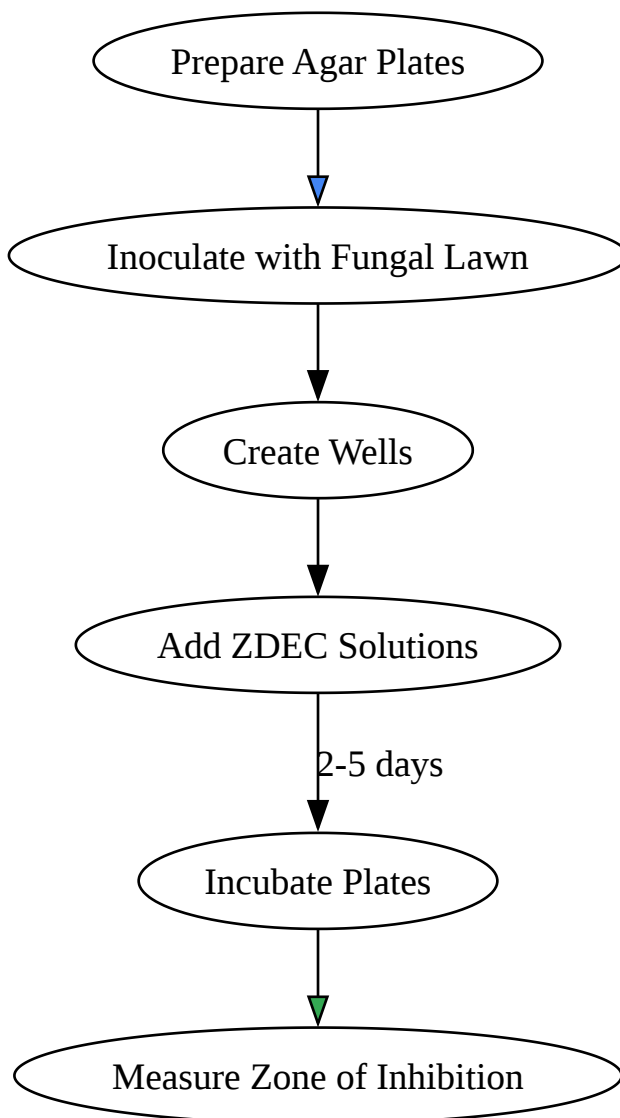 Prepare Agar Plates
Inoculate with Fungal Lawn
Create Wells
Add ZDEC Solutions
2-5 days
Incubate Plates
Measure Zone of Inhibition